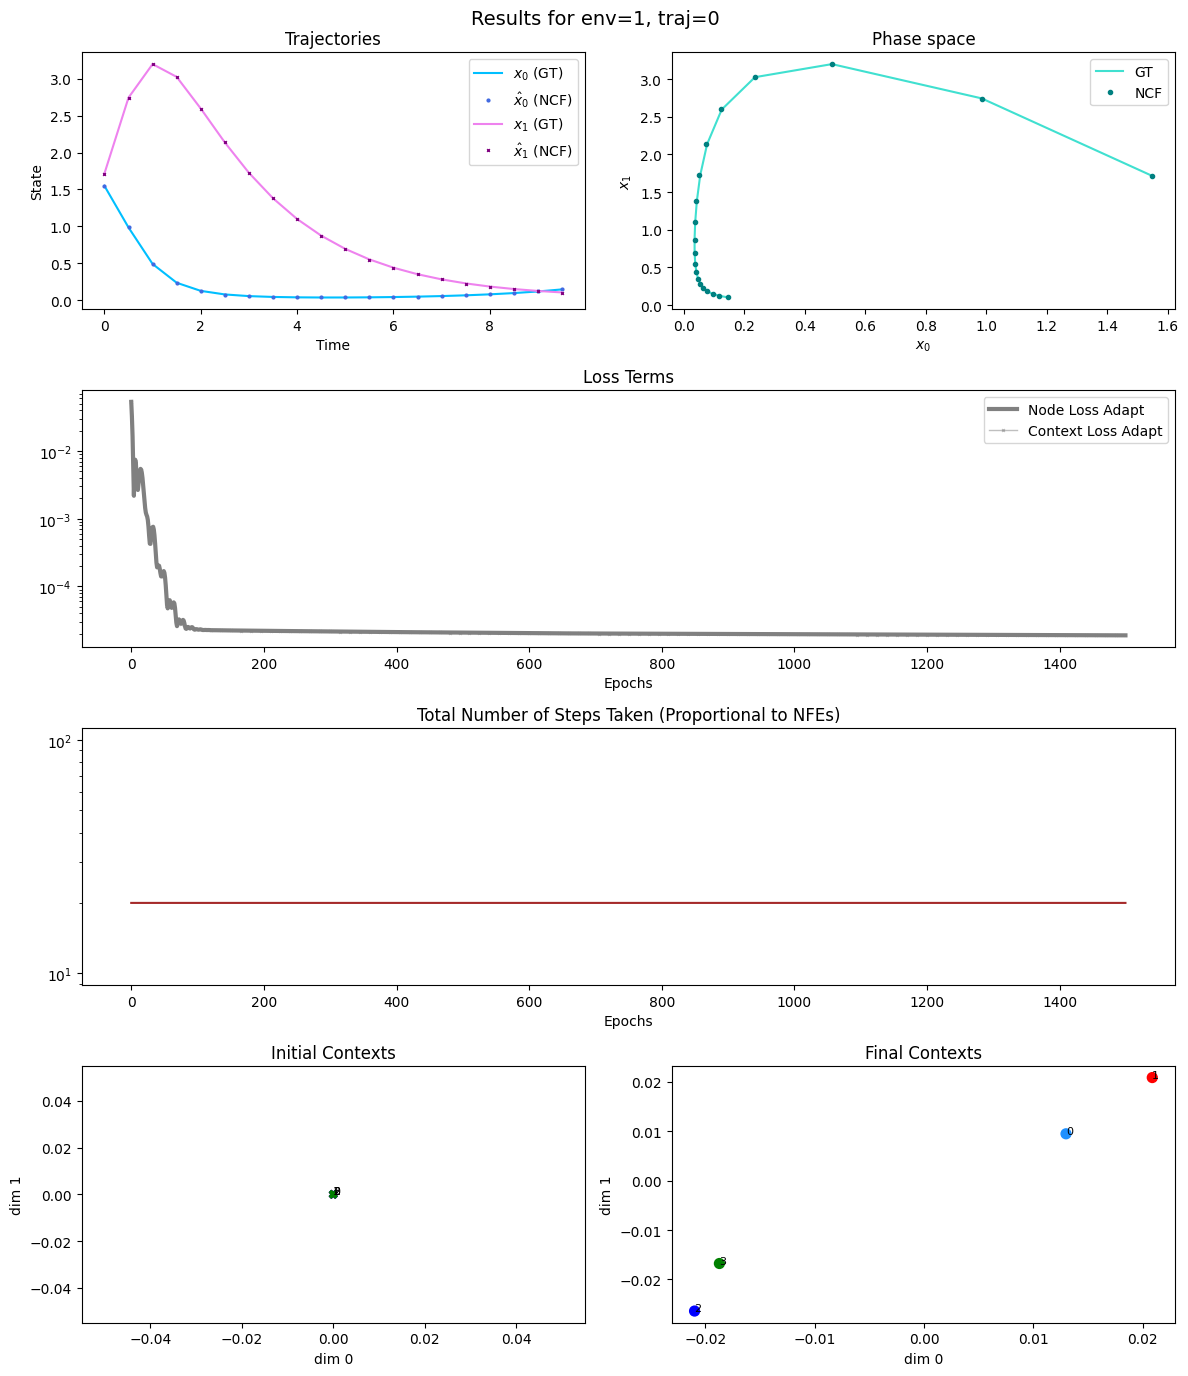 Results for env=1, traj=0
Trajectories
3.0
2.5
2.0
1.5
1.0
0.5
0.0
State
0
2
4
6
8
Time
x₀ (GT)
x̂₀ (NCF)
x₁ (GT)
x̂₁ (NCF)
Phase space
3.0
2.5
2.0
1.5
1.0
0.5
0.0
x₁
0.0
0.2
0.4
0.6
0.8
1.0
1.2
1.4
1.6
x₀
GT
NCF
Loss Terms
10⁻²
10⁻³
10⁻⁴
0
200
400
600
800
1000
1200
1400
Epochs
Node Loss Adapt
Context Loss Adapt
Total Number of Steps Taken (Proportional to NFEs)
10²
10¹
0
200
400
600
800
1000
1200
1400
Epochs
Initial Contexts
0.04
0.02
0.00
−0.02
−0.04
dim 1
−0.04
−0.02
0.00
0.02
0.04
dim 0
Final Contexts
0.02
0.01
0.00
−0.01
−0.02
dim 1
1
0
3
2
−0.02
−0.01
0.00
0.01
0.02
dim 0